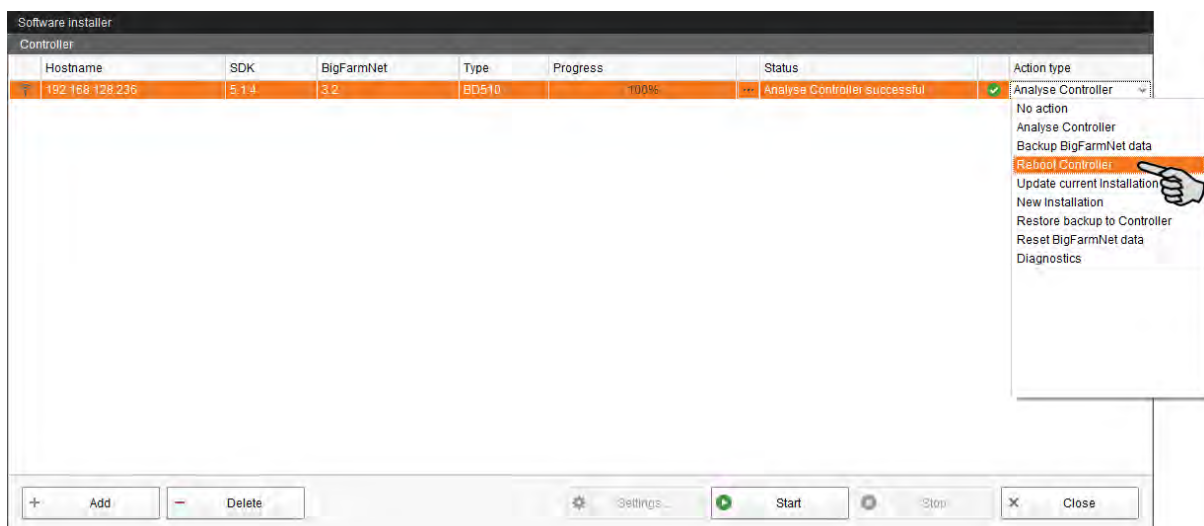 Software installer
Controller
Hostname SDK BigFarmNet Type Progress Status Action type
192.168.128.236 5.1.4 3.2 BD510 100% ... Analyse Controller successful Analyse Controller
No action
Analyse Controller
Backup BigFarmNet data
Reboot Controller
Update current Installation
New Installation
Restore backup to Controller
Reset BigFarmNet data
Diagnostics
+ Add − Delete Settings... Start Stop × Close